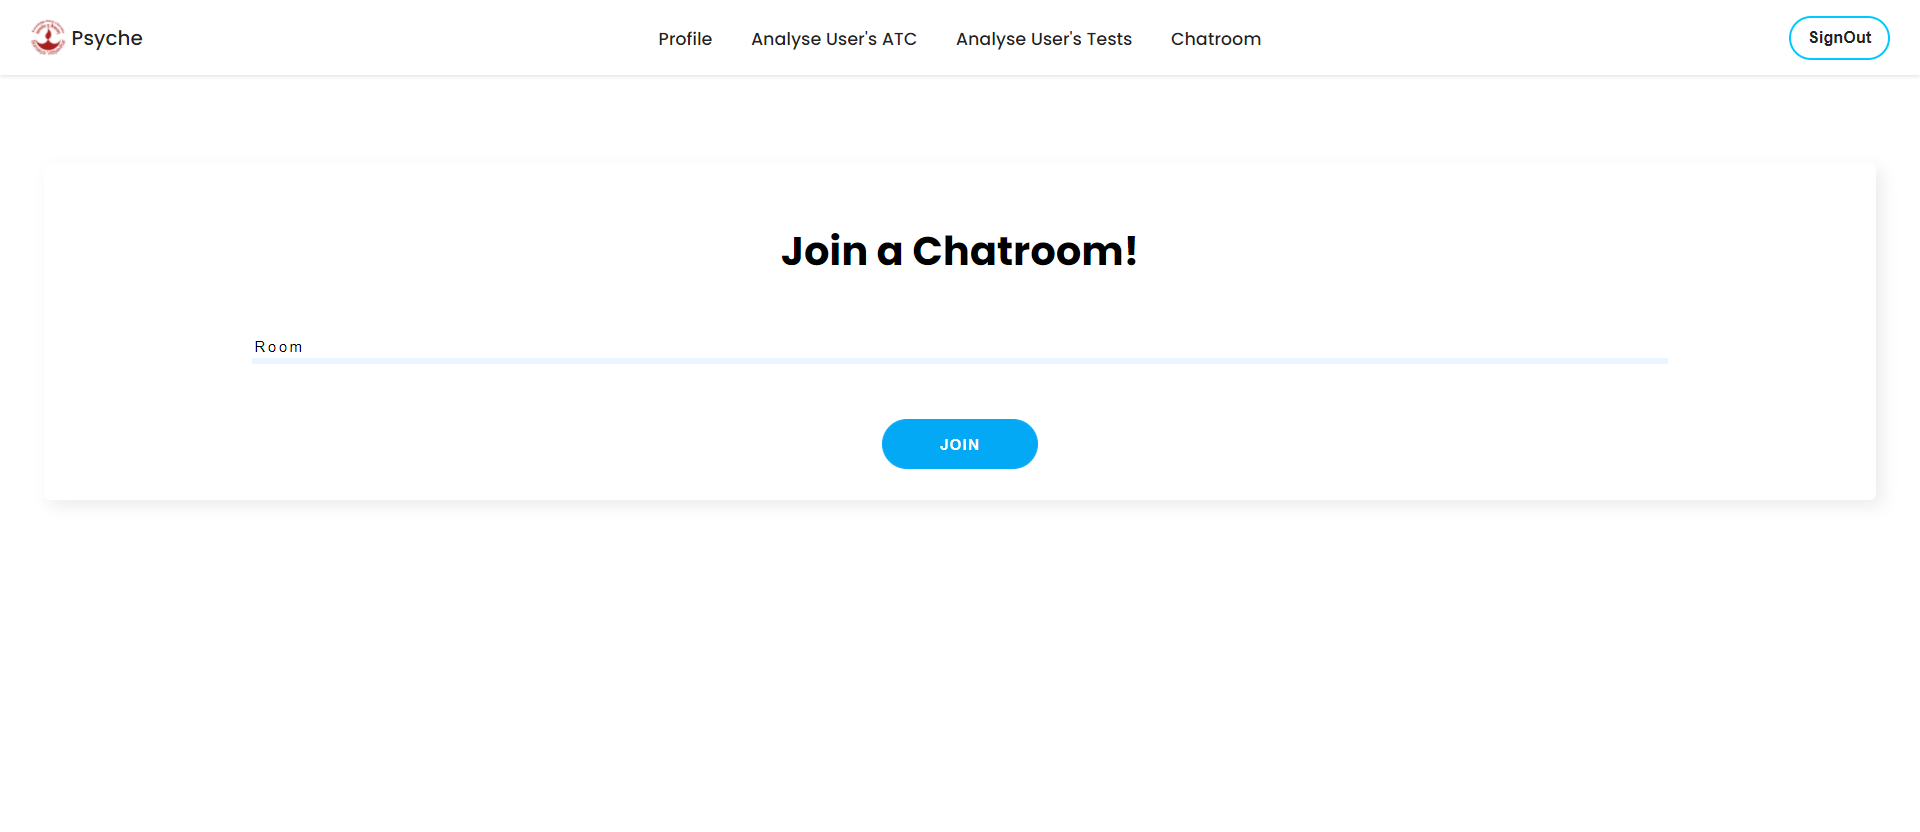 Psyche
Profile Analyse User's ATC Analyse User's Tests Chatroom
SignOut
Join a Chatroom!
Room
JOIN